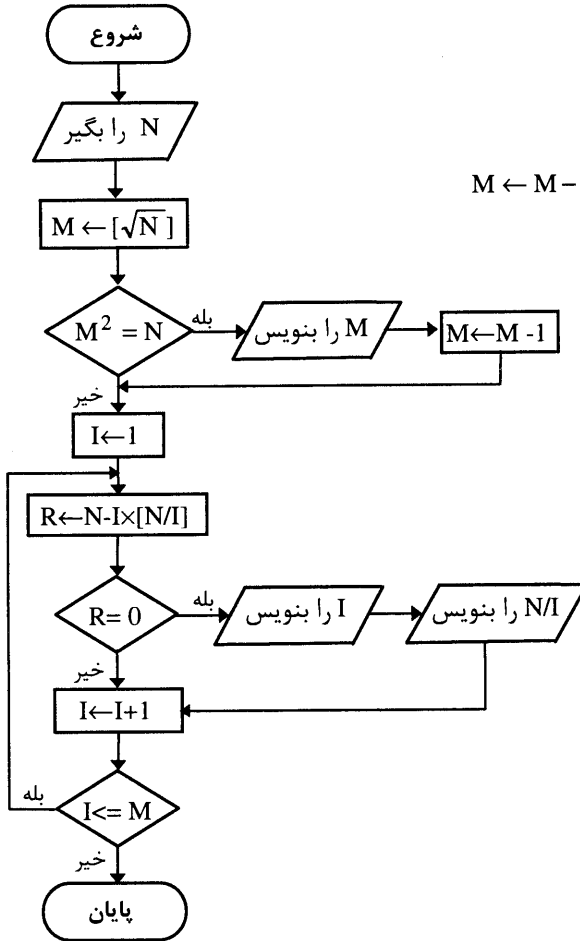 شروع
N را بگیر
M ← M −
M ← [√N]
M² = N
بله
M را بنویس
M←M -1
خیر
I←1
R←N-I×[N/I]
R= 0
بله
I را بنویس
N/I را بنویس
خیر
I←I+1
I<= M
بله
خیر
پایان